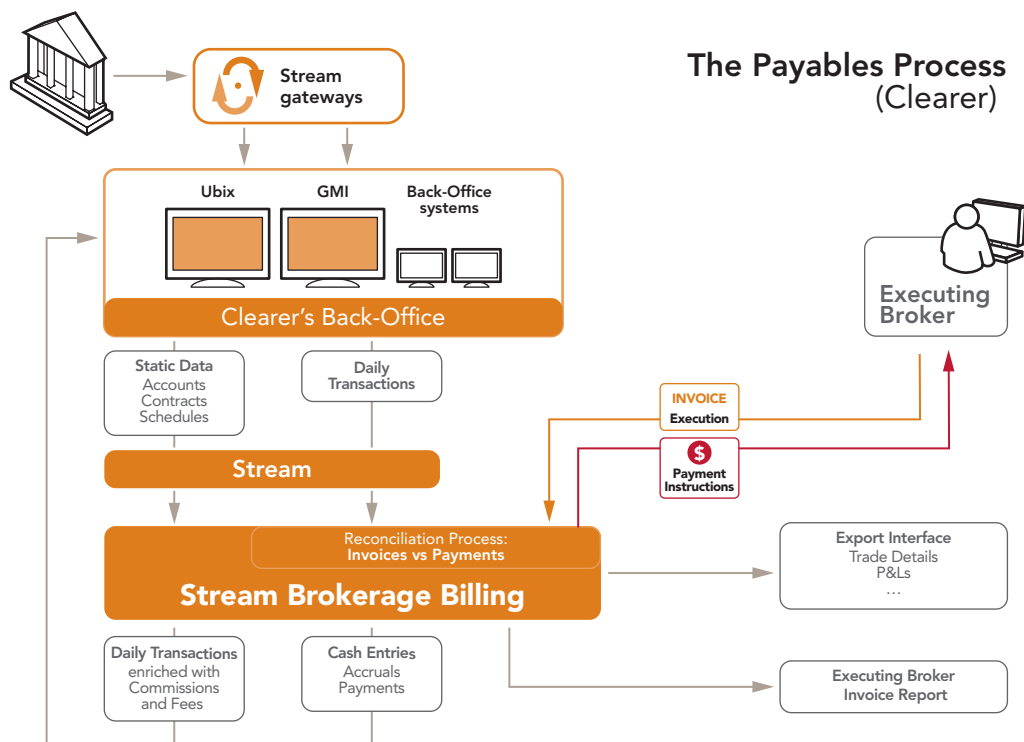 The Payables Process
(Clearer)
Stream
gateways
Ubix
GMI
Back-Office
systems
Clearer's Back-Office
Executing
Broker
Static Data
Accounts
Contracts
Schedules
Daily
Transactions
INVOICE
Execution
$
Payment
Instructions
Stream
Reconciliation Process:
Invoices vs Payments
Stream Brokerage Billing
Export Interface
Trade Details
P&Ls
...
Daily Transactions
enriched with
Commissions
and Fees
Cash Entries
Accruals
Payments
Executing Broker
Invoice Report